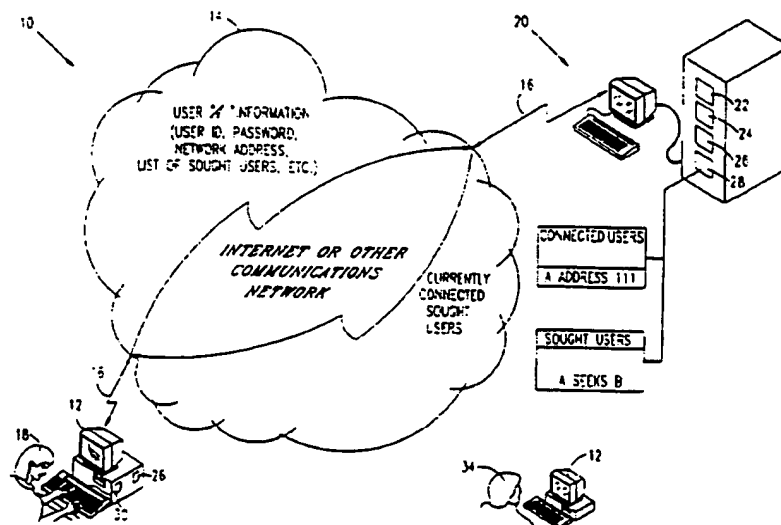 10
14
20
16
22
24
26
28
USER INFORMATION
(USER ID, PASSWORD,
NETWORK ADDRESS,
LIST OF SOUGHT USERS, ETC.)
INTERNET OR OTHER
COMMUNICATIONS
NETWORK
CURRENTLY
CONNECTED
SOUGHT
USERS
CONNECTED USERS
A ADDRESS 111
SOUGHT USERS
A SEEKS B
16
12
18
26
30
34
12